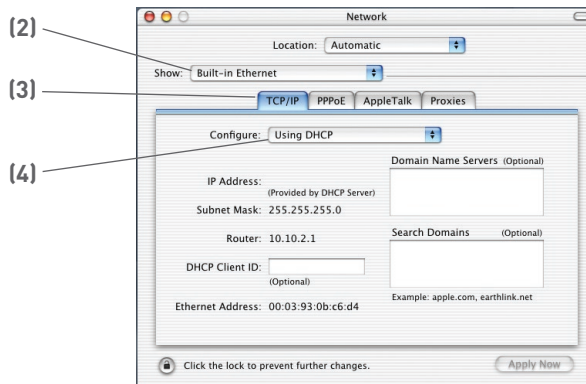 Network
(2)
Location: Automatic
Show: Built-in Ethernet
(3)
TCP/IP PPPoE AppleTalk Proxies
(4)
Configure: Using DHCP
Domain Name Servers (Optional)
IP Address:
(Provided by DHCP Server)
Subnet Mask: 255.255.255.0
Router: 10.10.2.1
Search Domains (Optional)
DHCP Client ID:
(Optional)
Example: apple.com, earthlink.net
Ethernet Address: 00:03:93:0b:c6:d4
Click the lock to prevent further changes.
Apply Now